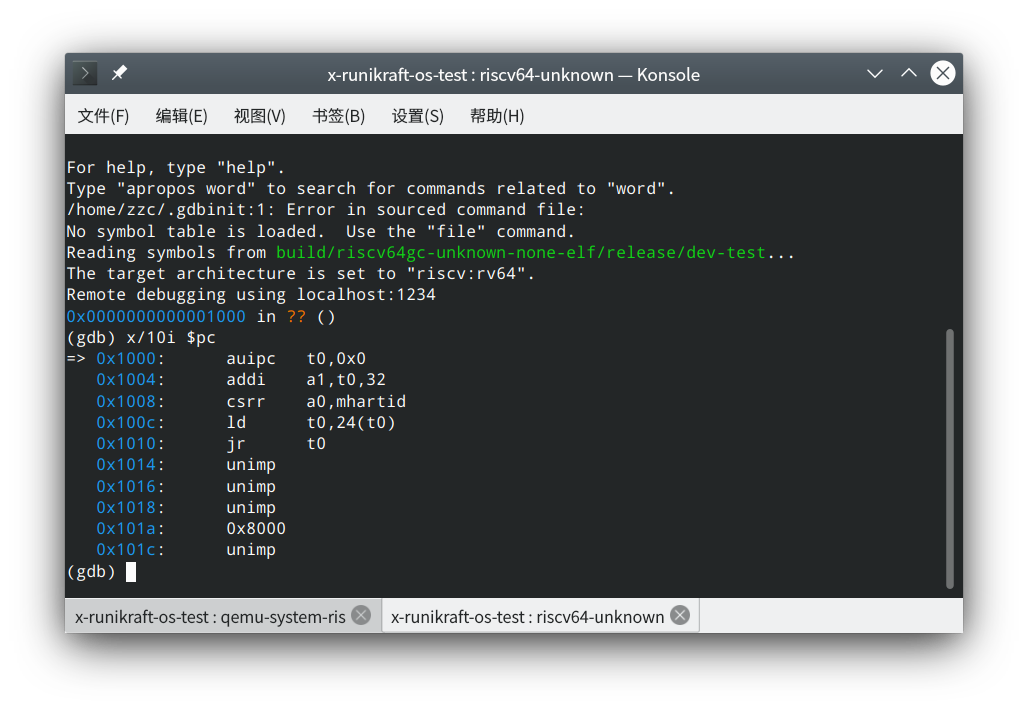 x-runikraft-os-test : riscv64-unknown — Konsole
文件(F) 编辑(E) 视图(V) 书签(B) 设置(S) 帮助(H)
For help, type "help".
Type "apropos word" to search for commands related to "word".
/home/zzc/.gdbinit:1: Error in sourced command file:
No symbol table is loaded.  Use the "file" command.
Reading symbols from build/riscv64gc-unknown-none-elf/release/dev-test...
The target architecture is set to "riscv:rv64".
Remote debugging using localhost:1234
0x0000000000001000 in ?? ()
(gdb) x/10i $pc
=> 0x1000:      auipc   t0,0x0
   0x1004:      addi    a1,t0,32
   0x1008:      csrr    a0,mhartid
   0x100c:      ld      t0,24(t0)
   0x1010:      jr      t0
   0x1014:      unimp
   0x1016:      unimp
   0x1018:      unimp
   0x101a:      0x8000
   0x101c:      unimp
(gdb)
x-runikraft-os-test : qemu-system-ris x-runikraft-os-test : riscv64-unknown